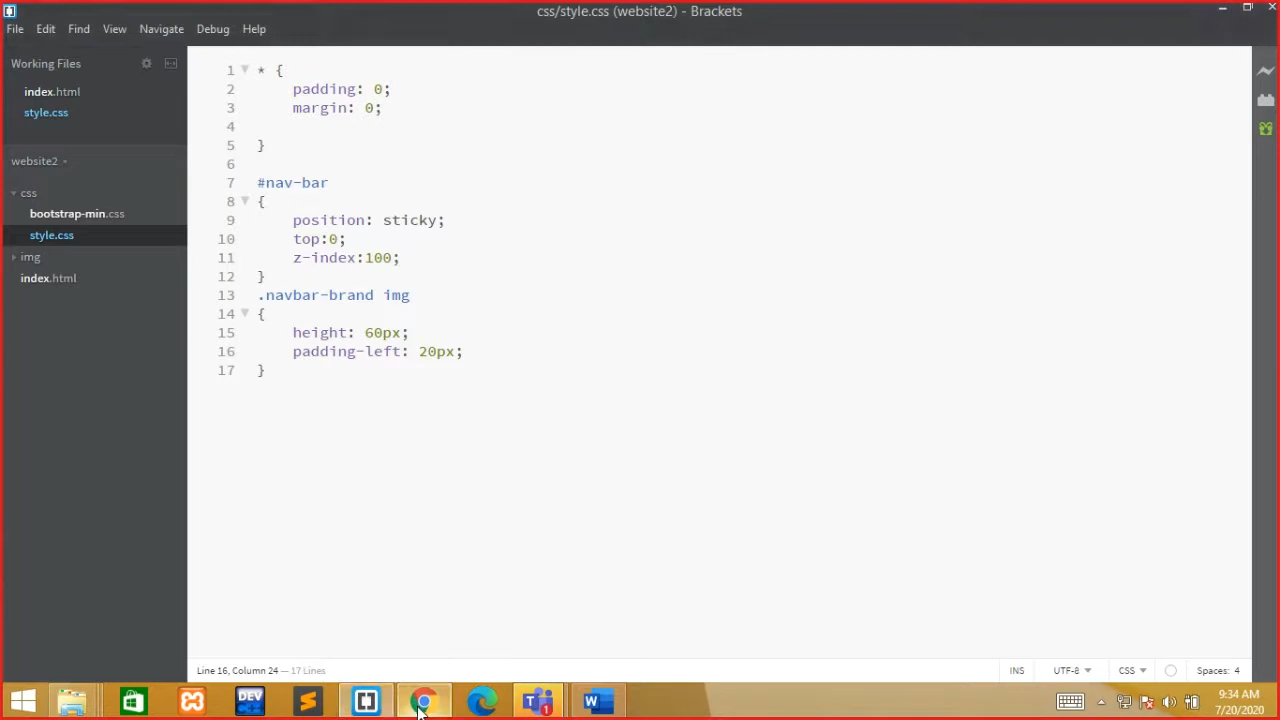 css/style.css (website2) - Brackets
File Edit Find View Navigate Debug Help
Working Files
index.html
style.css
website2
css
bootstrap-min.css
style.css
img
index.html
1 * {
2 padding: 0;
3 margin: 0;
4
5 }
6
7 #nav-bar
8 {
9 position: sticky;
10 top:0;
11 z-index:100;
12 }
13 .navbar-brand img
14 {
15 height: 60px;
16 padding-left: 20px;
17 }
Line 16, Column 24 — 17 Lines
INS UTF-8 CSS Spaces: 4
DEV
T 1
W
9:34 AM
7/20/2020